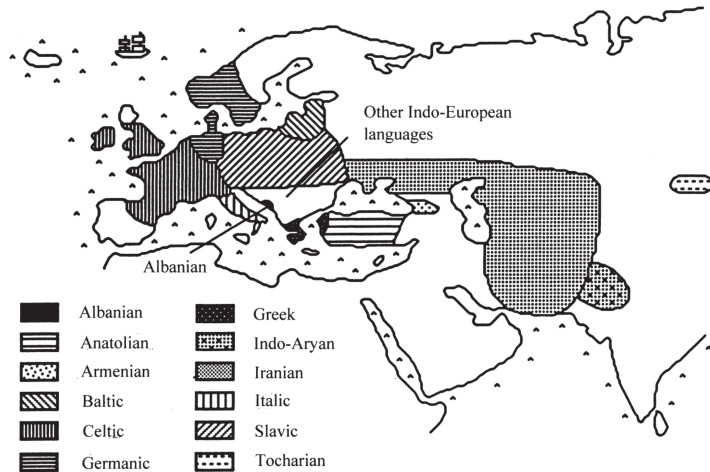 Other Indo-European
languages
Albanian
Albanian
Anatolian
Armenian
Baltic
Celtic
Germanic
Greek
Indo-Aryan
Iranian
Italic
Slavic
Tocharian